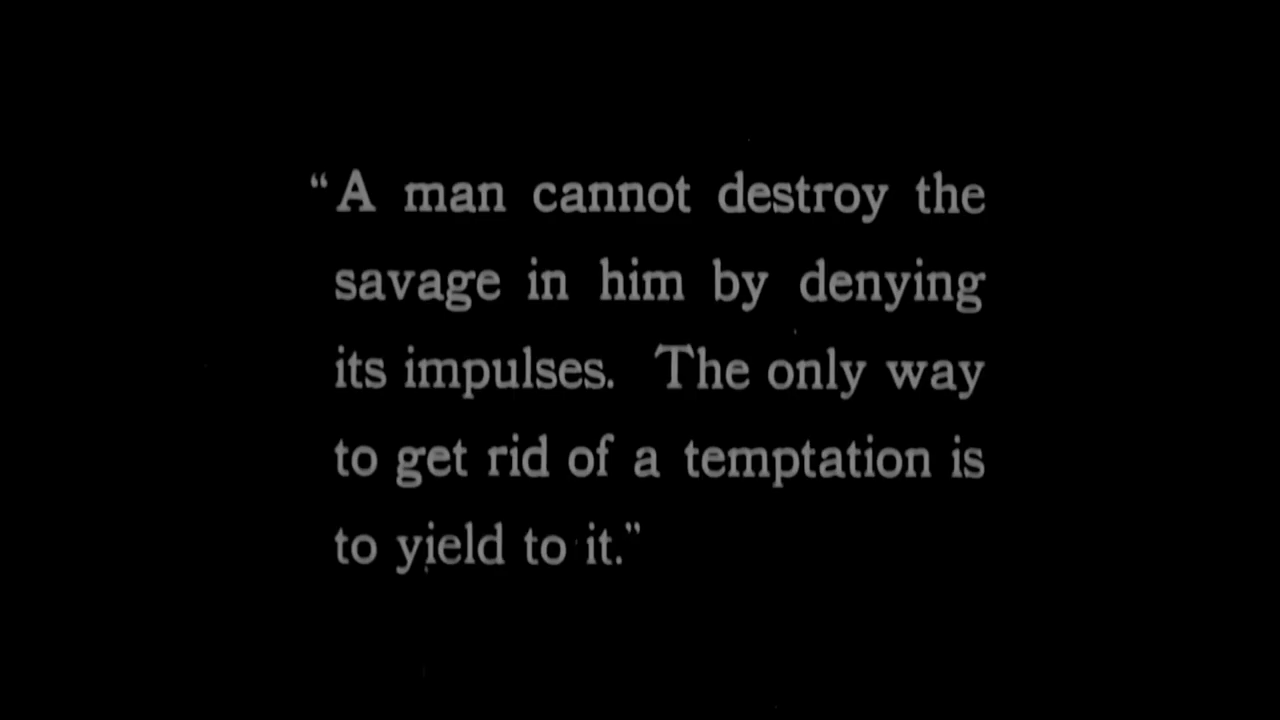 “A man cannot destroy the
savage in him by denying
its impulses. The only way
to get rid of a temptation is
to yield to it.”